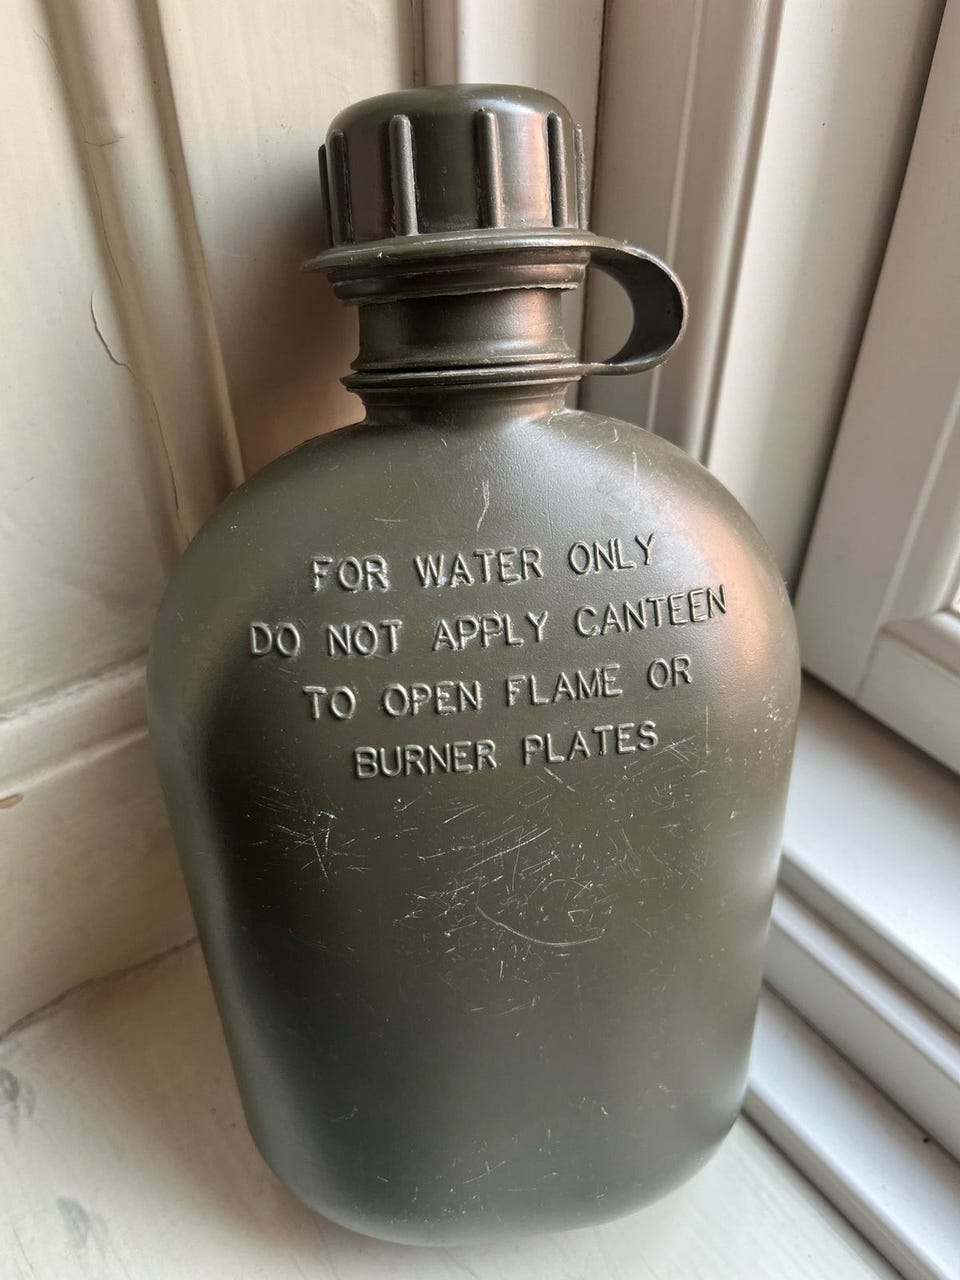 FOR WATER ONLY
DO NOT APPLY CANTEEN
TO OPEN FLAME OR
BURNER PLATES